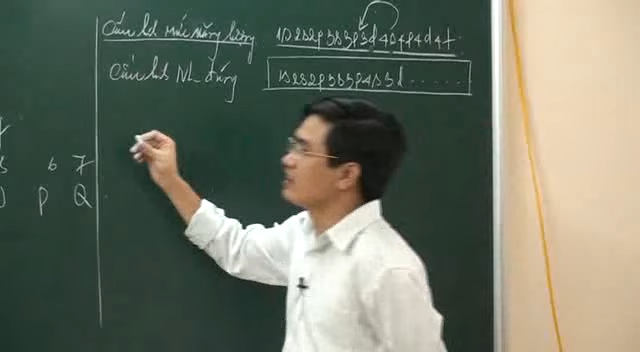 Cấu hình mức năng lượng 1s2s2p3s3p3d4s4p4d4f.
Cấu hình NL đúng 1s2s2p3s3p4s3d......
6 7
P Q